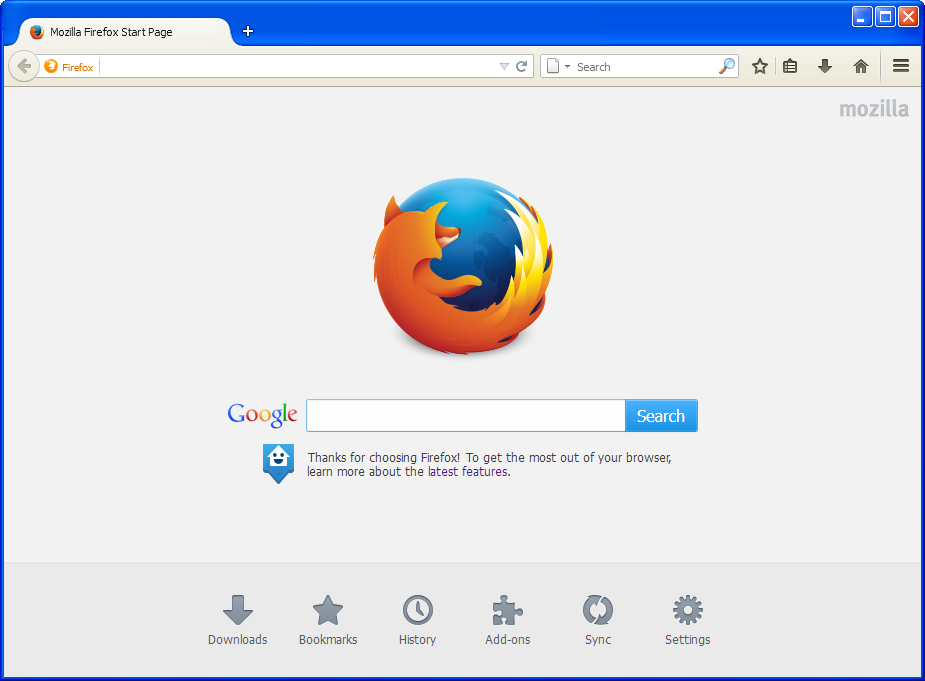 Mozilla Firefox Start Page
Firefox
Search
mozilla
Google
Search
Thanks for choosing Firefox! To get the most out of your browser,
learn more about the latest features.
Downloads
Bookmarks
History
Add-ons
Sync
Settings